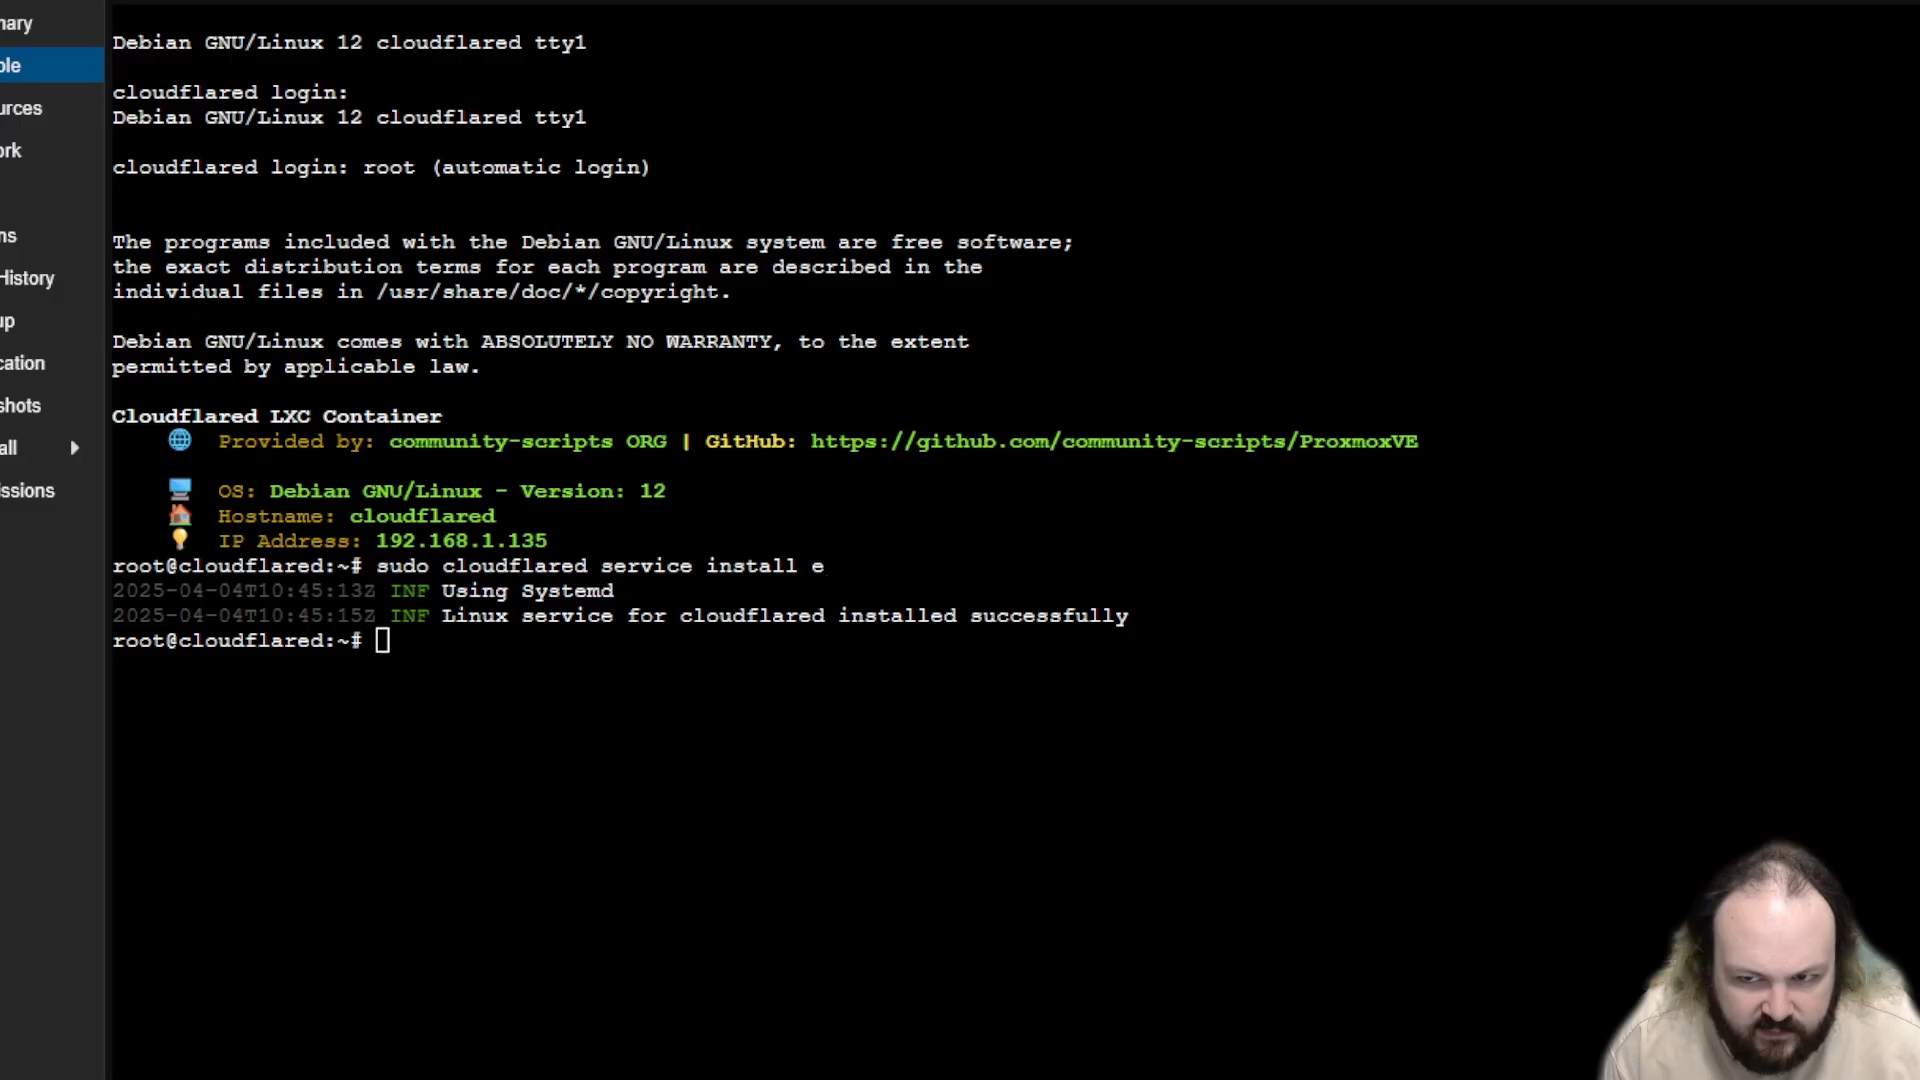 nary
ole
urces
ork
ns
History
up
cation
shots
all
issions
Debian GNU/Linux 12 cloudflared tty1
cloudflared login:
Debian GNU/Linux 12 cloudflared tty1
cloudflared login: root (automatic login)
The programs included with the Debian GNU/Linux system are free software;
the exact distribution terms for each program are described in the
individual files in /usr/share/doc/*/copyright.
Debian GNU/Linux comes with ABSOLUTELY NO WARRANTY, to the extent
permitted by applicable law.
Cloudflared LXC Container
Provided by: community-scripts ORG | GitHub: https://github.com/community-scripts/ProxmoxVE
OS: Debian GNU/Linux - Version: 12
Hostname: cloudflared
IP Address: 192.168.1.135
root@cloudflared:~# sudo cloudflared service install e
2025-04-04T10:45:13Z INF Using Systemd
2025-04-04T10:45:15Z INF Linux service for cloudflared installed successfully
root@cloudflared:~#